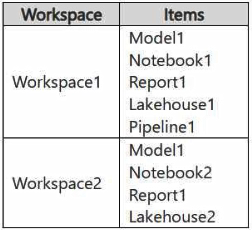 Workspace Items
Workspace1
Model1
Notebook1
Report1
Lakehouse1
Pipeline1
Workspace2
Model1
Notebook2
Report1
Lakehouse2